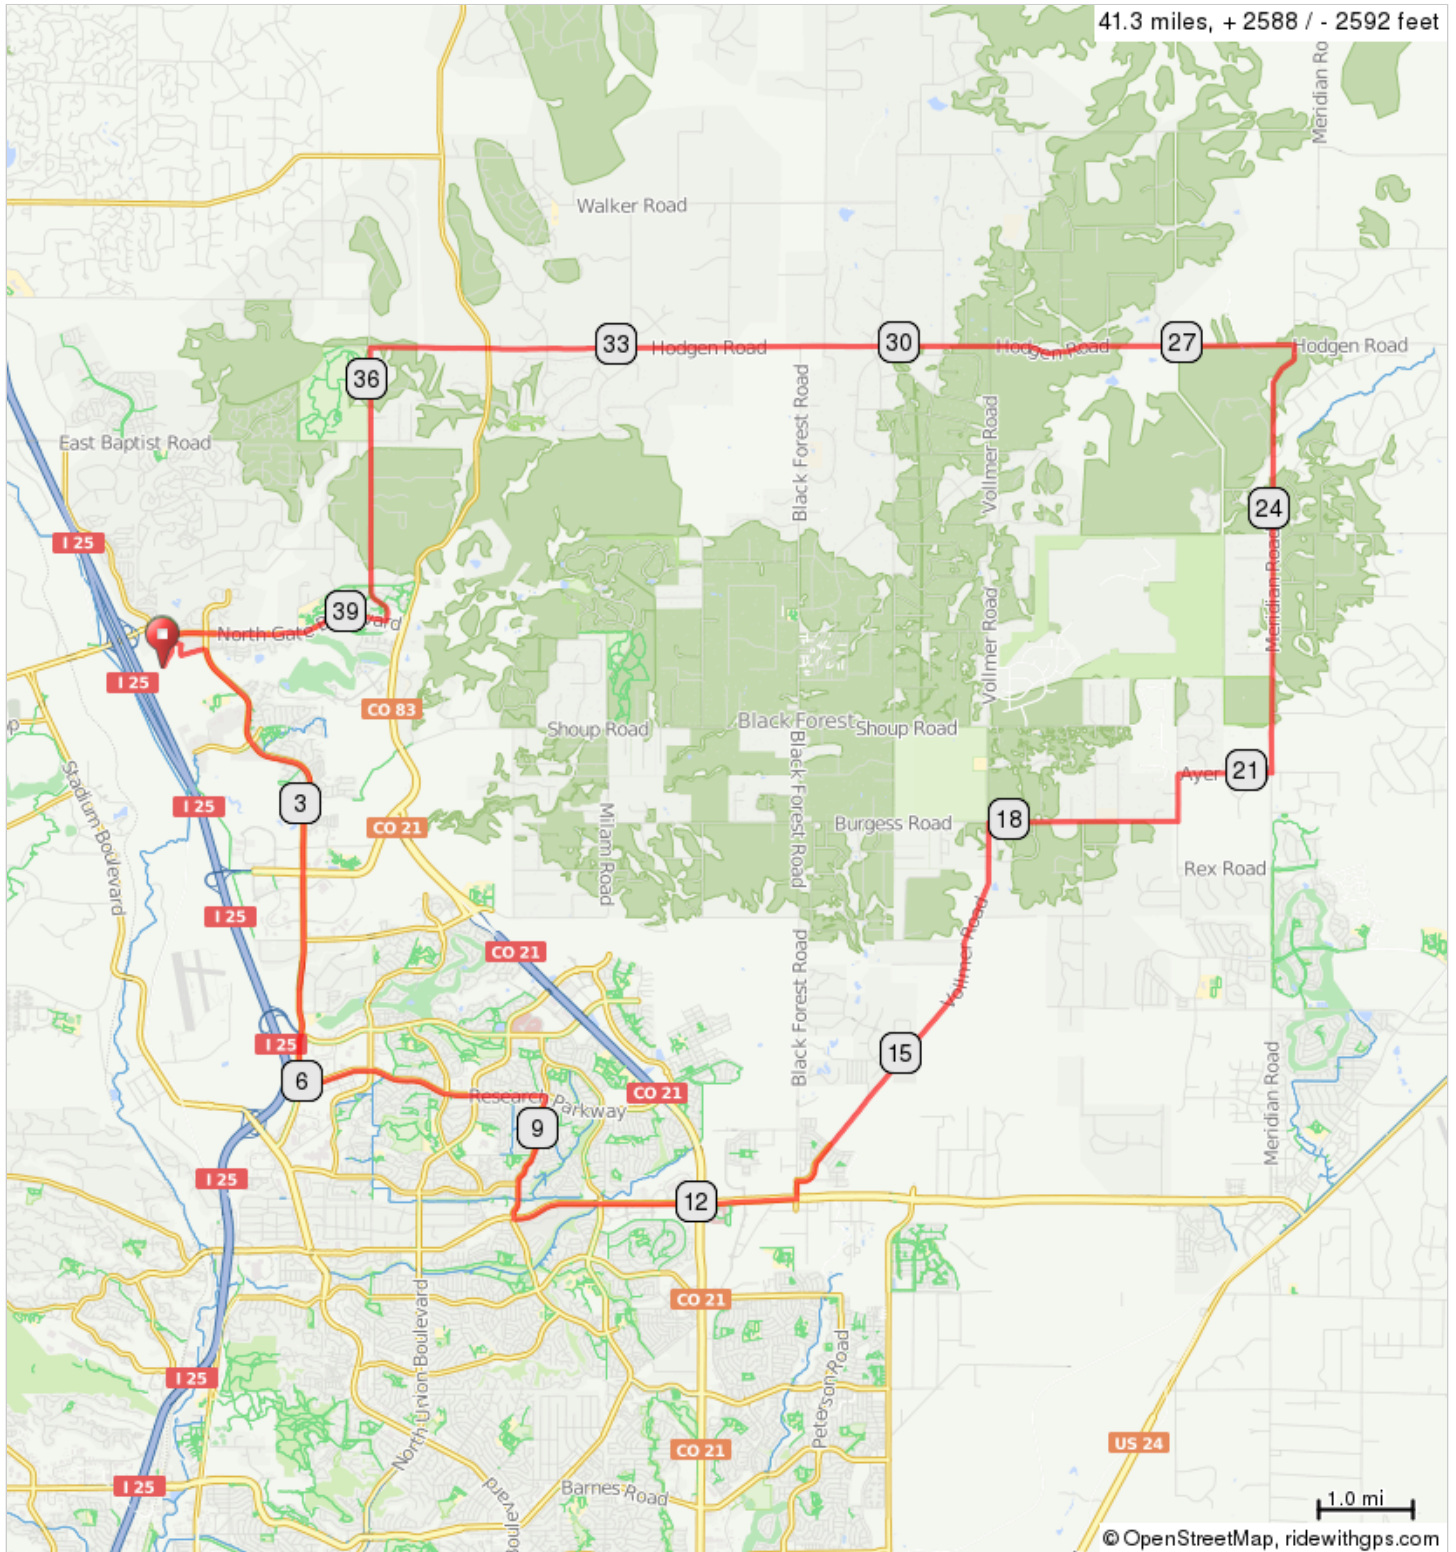 41.3 miles, + 2588 / - 2592 feet
Meridian Ro
Walker Road
33
Hodgen Road
30
Hodgen Road
27
Hodgen Road
36
Black Forest Road
Vollmer Road
East Baptist Road
24
I 25
Meridian Road
39
North Gate
vard
Vollmer Road
I 25
CO 83
Shoup Road
Black Forest
Shoup Road
Black Forest Road
Ayer
21
Stadium Boulevard
I 25
3
CO 21
Milam Road
Burgess Road
18
Rex Road
I 25
Vollmer Road
CO 21
Black Forest Road
I 25
15
Meridian Road
6
Research Parkway
CO 21
9
I 25
12
CO 21
North Union Boulevard
Peterson Road
I 25
CO 21
US 24
I 25
Barnes Road
oulevard
1.0 mi
© OpenStreetMap, ridewithgps.com